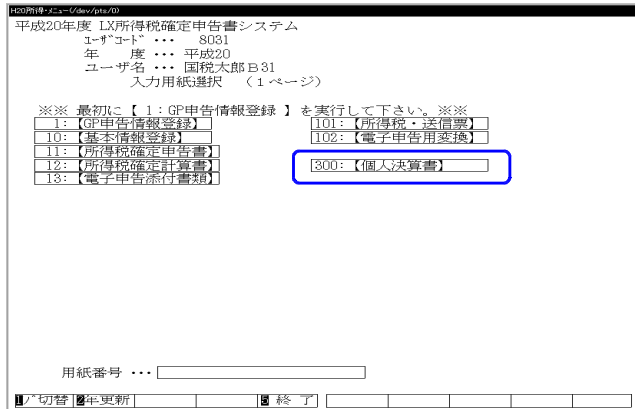 H20所得・メニュー(/dev/pts/0)
平成20年度 LX所得税確定申告書システム
ユーザコード ・・・ 8031
年 度 ・・・ 平成20
ユーザ名 ・・・ 国税太郎B31
入力用紙選択 (1ページ)
※※ 最初に【 1:GP申告情報登録 】を実行して下さい。※※
1:【GP申告情報登録】 101:【所得税・送信票】
10:【基本情報登録】 102:【電子申告用変換】
11:【所得税確定申告書】
12:【所得税確定計算書】 300:【個人決算書】
13:【電子申告添付書類】
用紙番号 ・・・
1ページ切替 2年更新 5 終 了